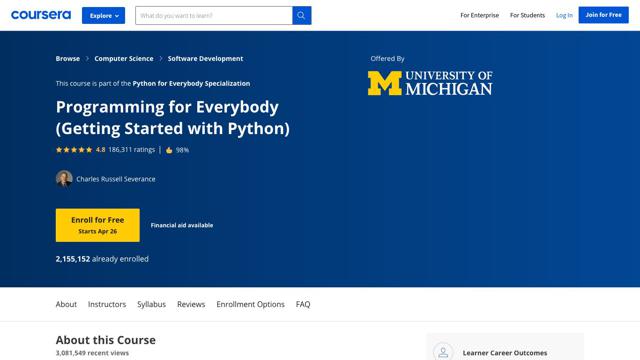 coursera
Explore
What do you want to learn?
For Enterprise
For Students
Log In
Join for Free
Browse > Computer Science > Software Development
Offered By
This course is part of the Python for Everybody Specialization
M UNIVERSITY OF
MICHIGAN
Programming for Everybody
(Getting Started with Python)
4.8 186,311 ratings | 98%
Charles Russell Severance
Enroll for Free
Starts Apr 26
Financial aid available
2,155,152 already enrolled
About
Instructors
Syllabus
Reviews
Enrollment Options
FAQ
About this Course
3,081,549 recent views
Learner Career Outcomes